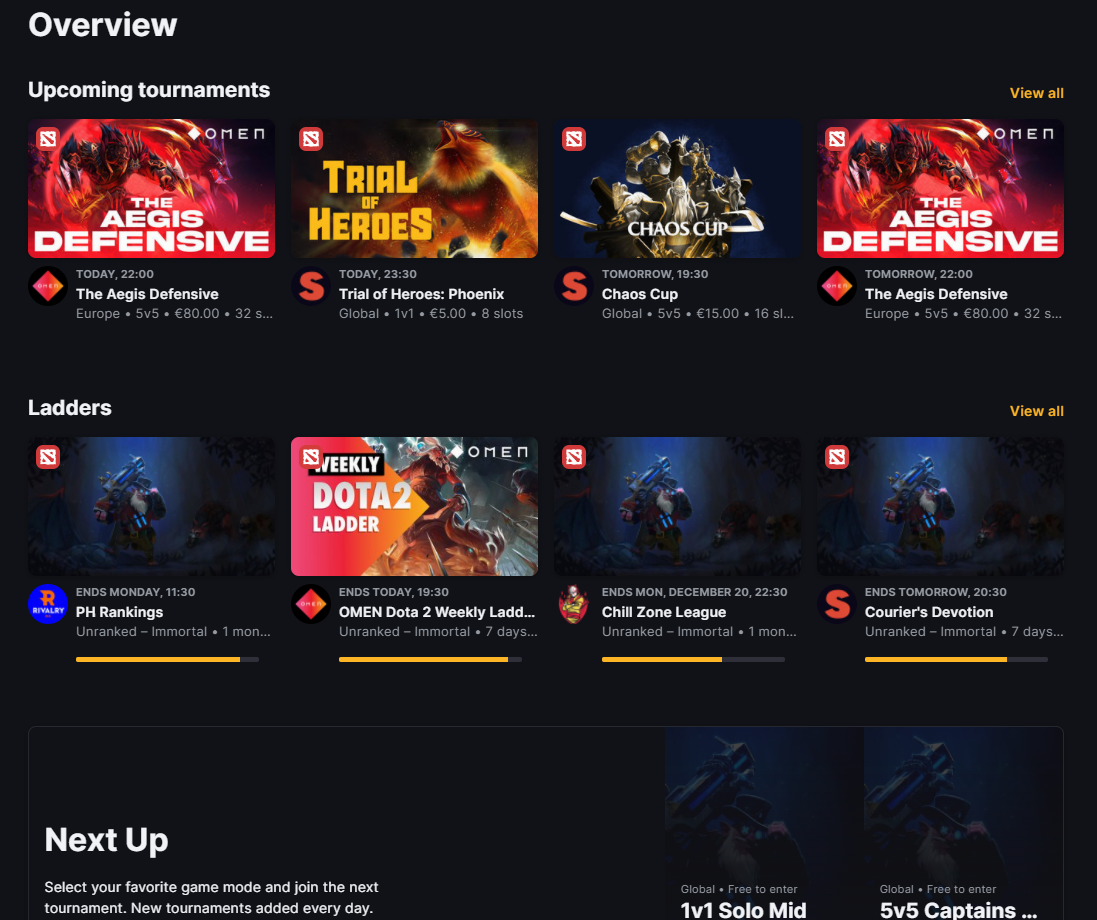 Overview
Upcoming tournaments
View all
OMEN
THE
AEGIS
DEFENSIVE
TRIAL
OF
HEROES
CHAOS CUP
OMEN
THE
AEGIS
DEFENSIVE
OMEN
TODAY, 22:00
The Aegis Defensive
Europe • 5v5 • €80.00 • 32 s...
S
TODAY, 23:30
Trial of Heroes: Phoenix
Global • 1v1 • €5.00 • 8 slots
S
TOMORROW, 19:30
Chaos Cup
Global • 5v5 • €15.00 • 16 sl...
OMEN
TOMORROW, 22:00
The Aegis Defensive
Europe • 5v5 • €80.00 • 32 s...
Ladders
View all
WEEKLY
DOTA2
LADDER
OMEN
R
RIVALRY
ENDS MONDAY, 11:30
PH Rankings
Unranked – Immortal • 1 mon...
OMEN
ENDS TODAY, 19:30
OMEN Dota 2 Weekly Ladd...
Unranked – Immortal • 7 days...
ENDS MON, DECEMBER 20, 22:30
Chill Zone League
Unranked – Immortal • 1 mon...
S
ENDS TOMORROW, 20:30
Courier's Devotion
Unranked – Immortal • 7 days...
Next Up
Select your favorite game mode and join the next
tournament. New tournaments added every day.
Global • Free to enter
1v1 Solo Mid
Global • Free to enter
5v5 Captains ...